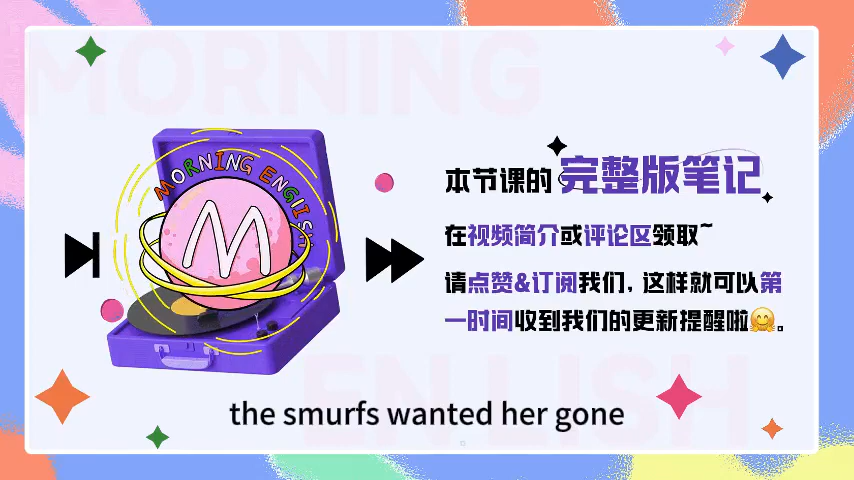 MORNING
MORNING ENGLISH
M
本节课的 完整版笔记
在视频简介或评论区领取~
请点赞&订阅我们，这样就可以第
一时间收到我们的更新提醒啦🤗。
EN LISH
the smurfs wanted her gone